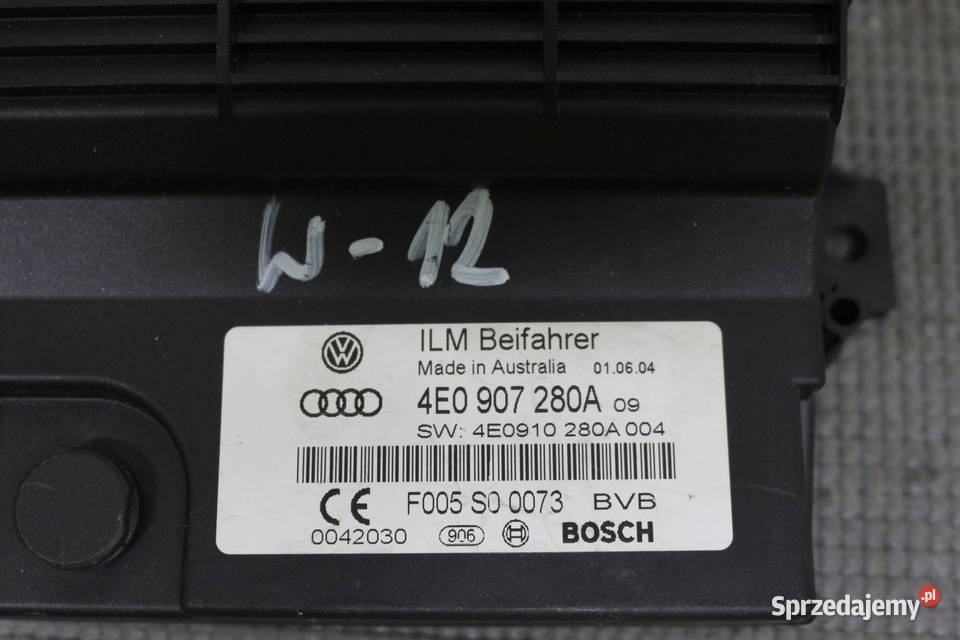 W-12
ILM Beifahrer
Made in Australia 01.06.04
4E0 907 280A 09
SW: 4E0910 280A 004
CE F005 S0 0073 BVB
0042030 906 BOSCH
Sprzedajemy.pl